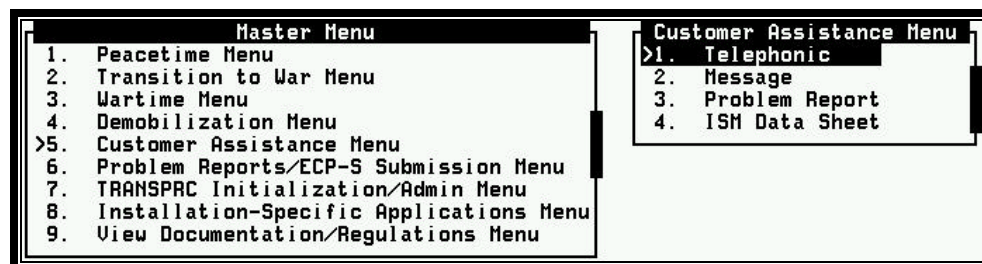 Master Menu
1. Peacetime Menu
2. Transition to War Menu
3. Wartime Menu
4. Demobilization Menu
>5. Customer Assistance Menu
6. Problem Reports/ECP-S Submission Menu
7. TRANSPRC Initialization/Admin Menu
8. Installation-Specific Applications Menu
9. View Documentation/Regulations Menu
Customer Assistance Menu
>1. Telephonic
2. Message
3. Problem Report
4. ISM Data Sheet